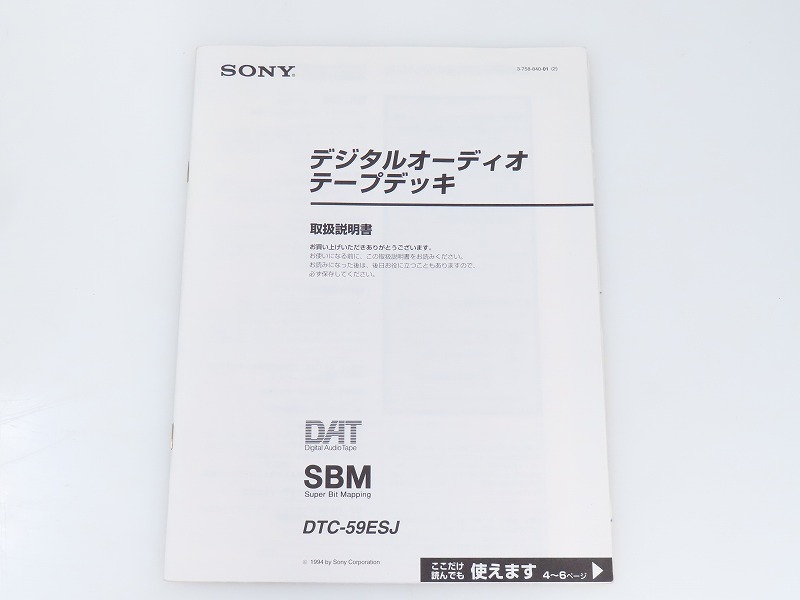 SONY®
3-758-840-01 (2)
デジタルオーディオ
テープデッキ
取扱説明書
お買い上げいただきありがとうございます。
お使いになる前に、この取扱説明書をお読みください。
お読みになった後は、後日お役に立つこともありますので、
必ず保存してください。
DAT
Digital Audio Tape
SBM
Super Bit Mapping
DTC-59ESJ
© 1994 by Sony Corporation
ここだけ
読んでも 使えます 4〜6ページ